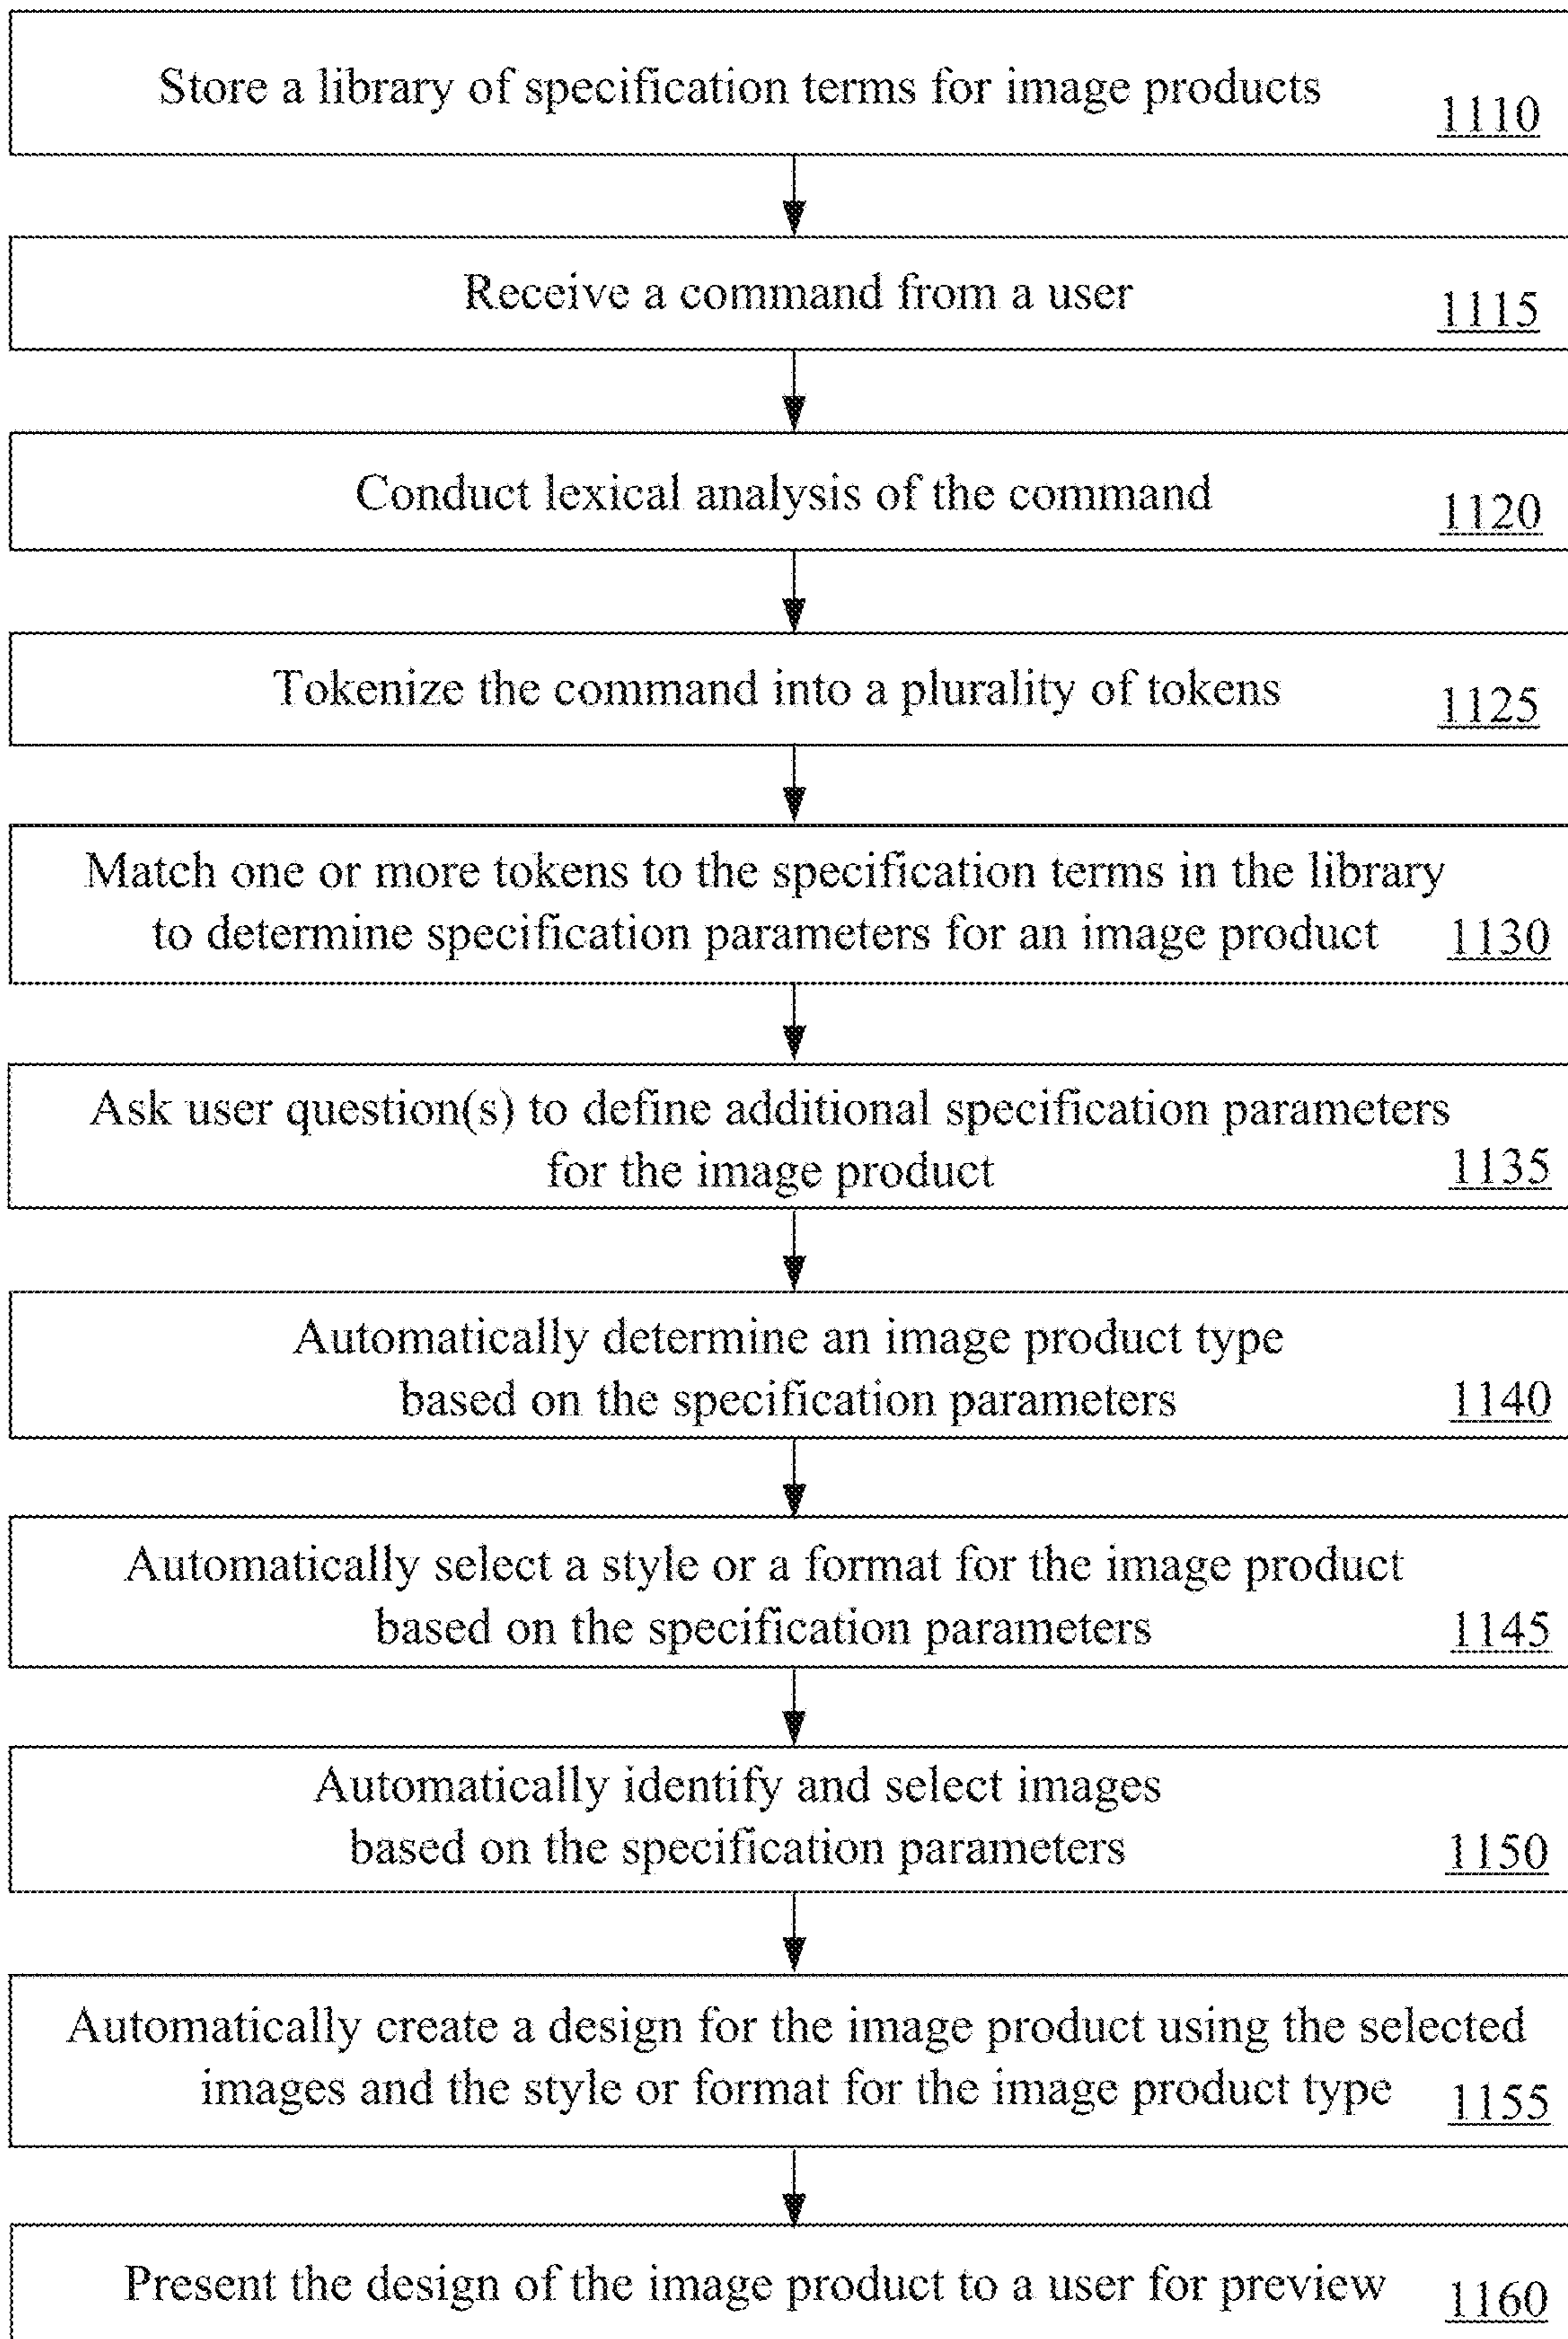 Store a library of specification terms for image products
1110
Receive a command from a user
1115
Conduct lexical analysis of the command
1120
Tokenize the command into a plurality of tokens
1125
Match one or more tokens to the specification terms in the library
to determine specification parameters for an image product 1130
Ask user question(s) to define additional specification parameters
for the image product 1135
Automatically determine an image product type
based on the specification parameters 1140
Automatically select a style or a format for the image product
based on the specification parameters 1145
Automatically identify and select images
based on the specification parameters 1150
Automatically create a design for the image product using the selected
images and the style or format for the image product type 1155
Present the design of the image product to a user for preview 1160